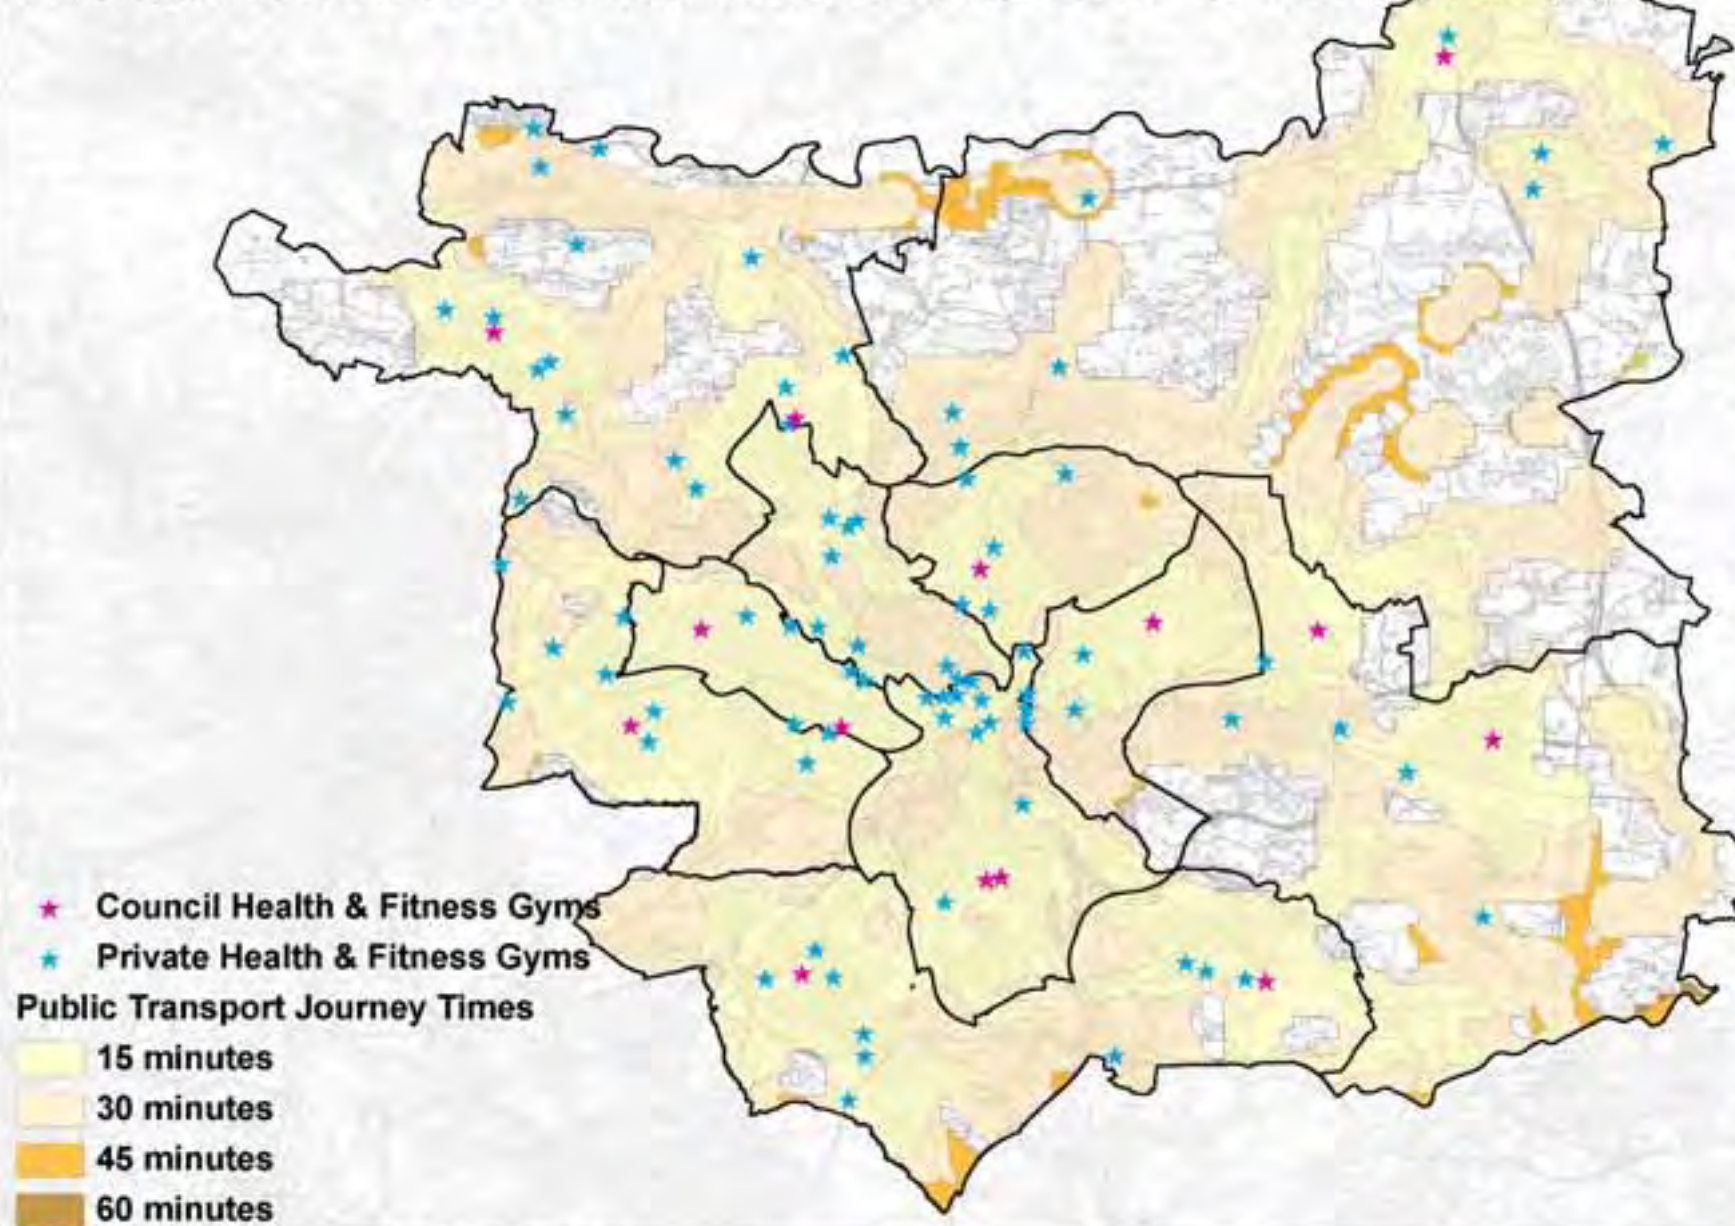 Council Health & Fitness Gyms
Private Health & Fitness Gyms
Public Transport Journey Times
15 minutes
30 minutes
45 minutes
60 minutes